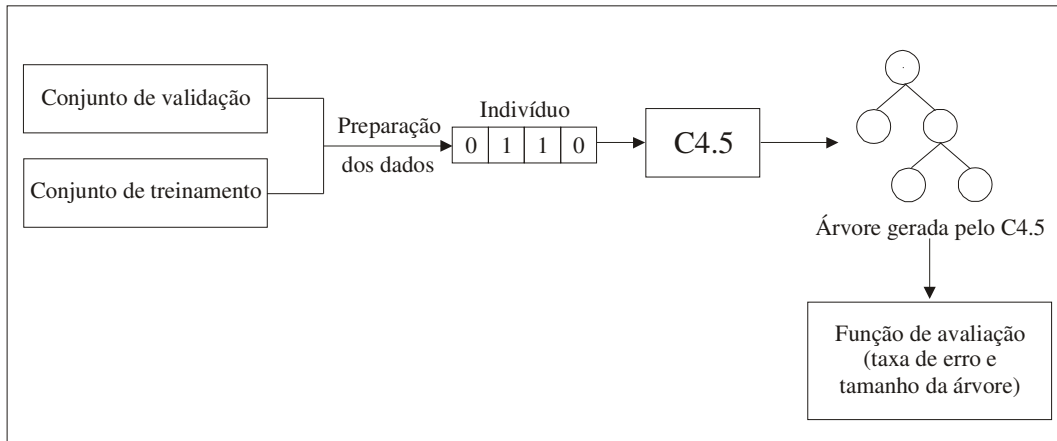 Conjunto de validação
Conjunto de treinamento
Preparação
dos dados
Indivíduo
0 1 1 0
C4.5
Árvore gerada pelo C4.5
Função de avaliação
(taxa de erro e
tamanho da árvore)